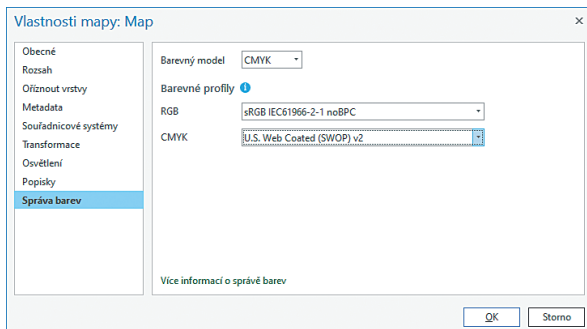 Vlastnosti mapy: Map
Obecné
Rozsah
Oříznout vrstvy
Metadata
Souřadnicové systémy
Transformace
Osvětlení
Popisky
Správa barev
Barevný model CMYK
Barevné profily
RGB sRGB IEC61966-2-1 noBPC
CMYK U.S. Web Coated (SWOP) v2
Více informací o správě barev
OK Storno